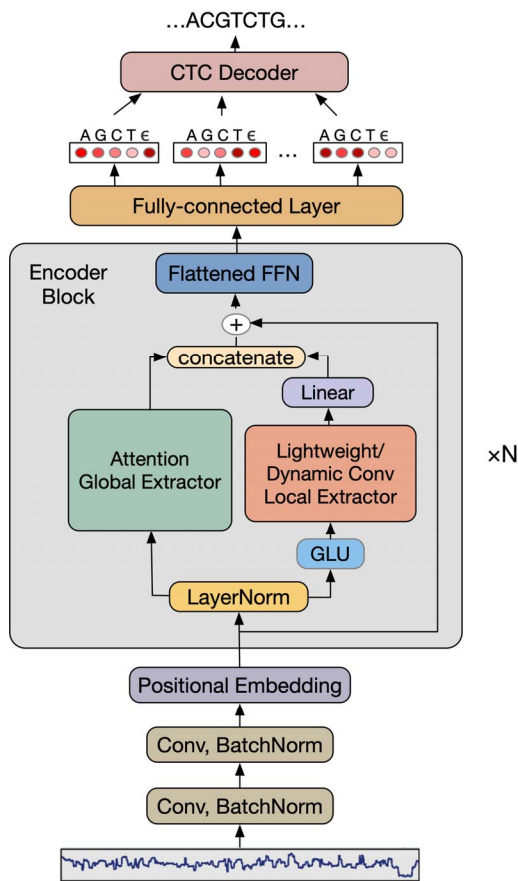 ...ACGTCTG...
CTC Decoder
A G C T ϵ
A G C T ϵ
...
A G C T ϵ
Fully-connected Layer
Encoder
Block
Flattened FFN
+
concatenate
Linear
Attention
Global Extractor
Lightweight/
Dynamic Conv
Local Extractor
×N
GLU
LayerNorm
Positional Embedding
Conv, BatchNorm
Conv, BatchNorm